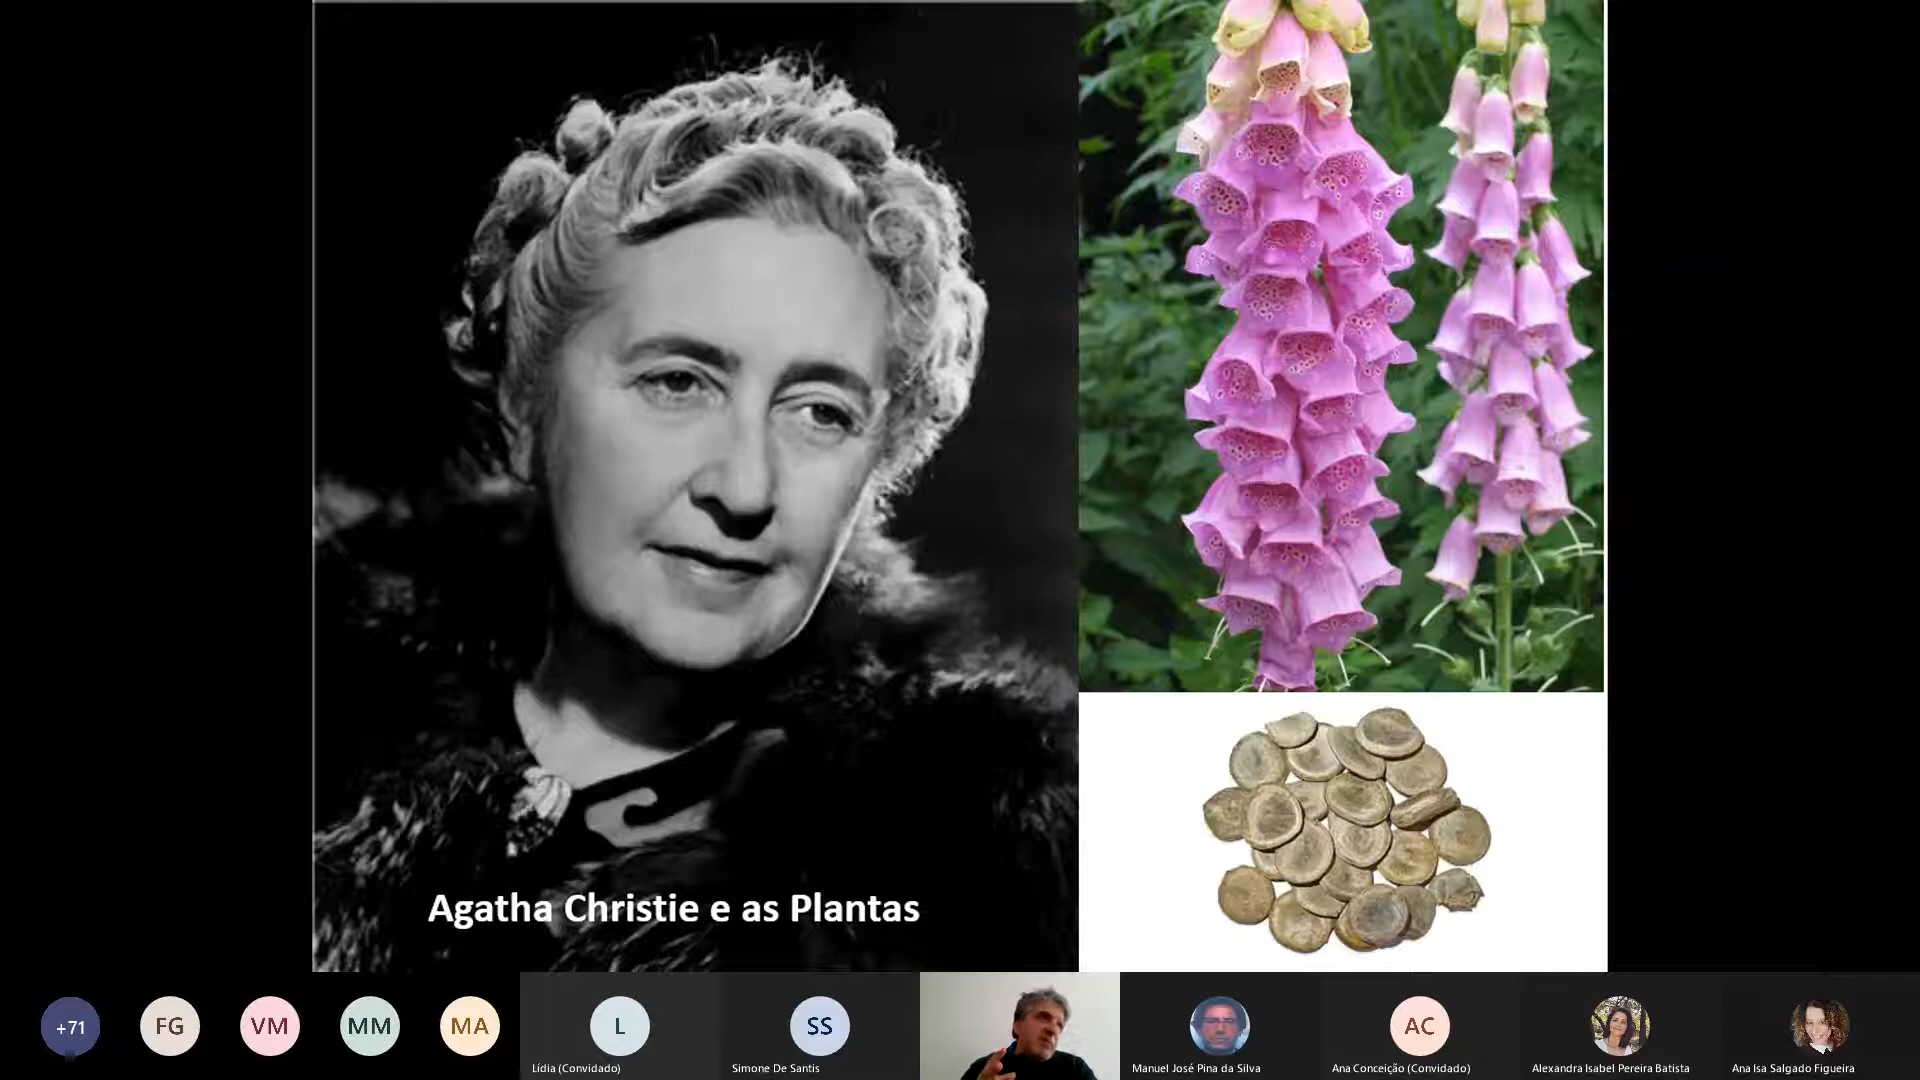 Agatha Christie e as Plantas
+71
FG
VM
MM
MA
L
Lídia (Convidado)
SS
Simone De Santis
Manuel José Pina da Silva
AC
Ana Conceição (Convidado)
Alexandra Isabel Pereira Batista
Ana Isa Salgado Figueira